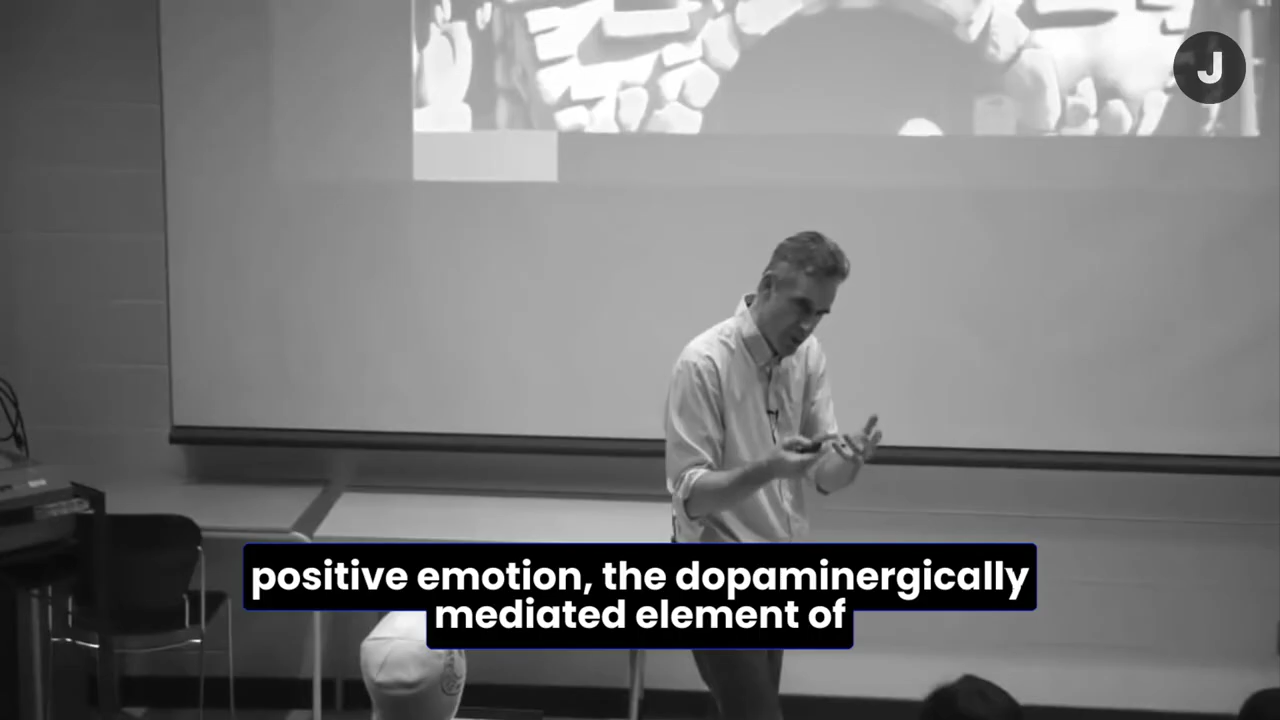 J
positive emotion, the dopaminergically
mediated element of